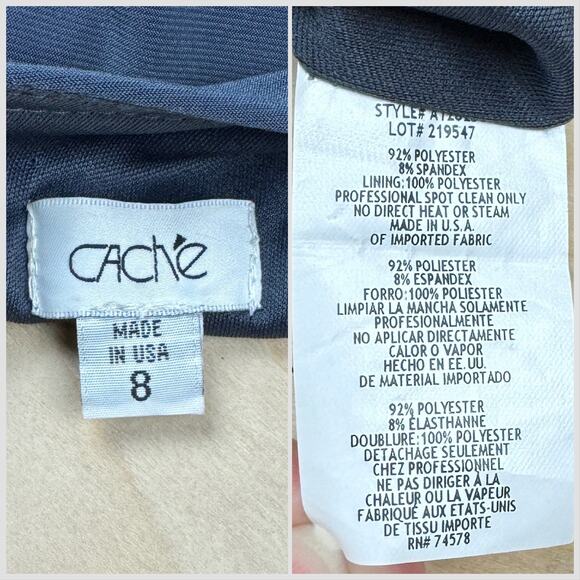 CACHÉ
MADE
IN USA
8
STYLE#
LOT# 219547
92% POLYESTER
8% SPANDEX
LINING:100% POLYESTER
PROFESSIONAL SPOT CLEAN ONLY
NO DIRECT HEAT OR STEAM
MADE IN U.S.A.
OF IMPORTED FABRIC
92% POLIESTER
8% ESPANDEX
FORRO:100% POLIESTER
LIMPIAR LA MANCHA SOLAMENTE
PROFESIONALMENTE
NO APLICAR DIRECTAMENTE
CALOR O VAPOR
HECHO EN EE.UU.
DE MATERIAL IMPORTADO
92% POLYESTER
8% ÉLASTHANNE
DOUBLURE:100% POLYESTER
DETACHAGE SEULEMENT
CHEZ PROFESSIONNEL
NE PAS DIRIGER À LA
CHALEUR OU LA VAPEUR
FABRIQUÉ AUX ETATS-UNIS
DE TISSU IMPORTE
RN# 74578